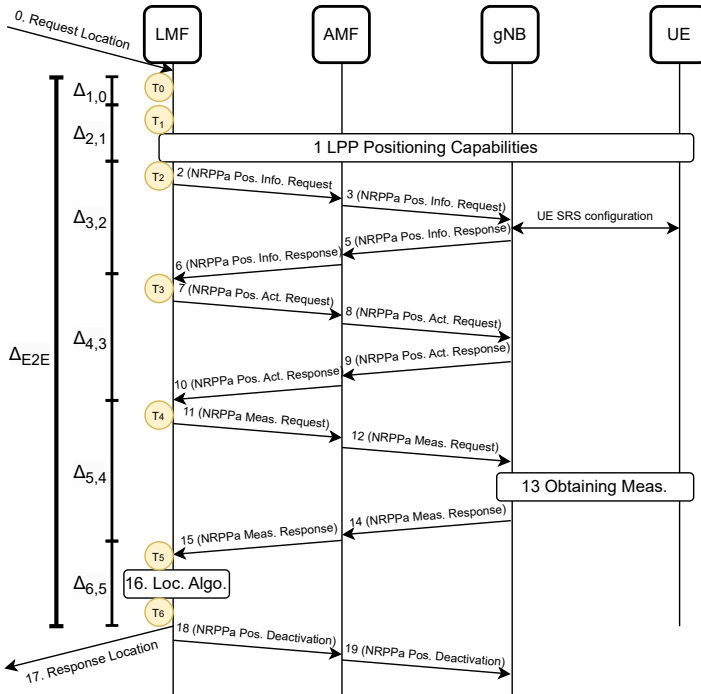 0. Request Location
LMF
AMF
gNB
UE
T0
Δ1,0
T1
Δ2,1
1 LPP Positioning Capabilities
T2
2 (NRPPa Pos. Info. Request
3 (NRPPa Pos. Info. Request)
UE SRS configuration
Δ3,2
5 (NRPPa Pos. Info. Response)
6 (NRPPa Pos. Info. Response)
T3
7 (NRPPa Pos. Act. Request)
8 (NRPPa Pos. Act. Request)
Δ4,3
ΔE2E
9 (NRPPa Pos. Act. Response)
10 (NRPPa Pos. Act. Response
T4
11 (NRPPa Meas. Request)
12 (NRPPa Meas. Request)
Δ5,4
13 Obtaining Meas.
14 (NRPPa Meas. Response)
15 (NRPPa Meas. Response)
T5
Δ6,5
16. Loc. Algo.
T6
18 (NRPPa Pos. Deactivation)
19 (NRPPa Pos. Deactivation)
17. Response Location